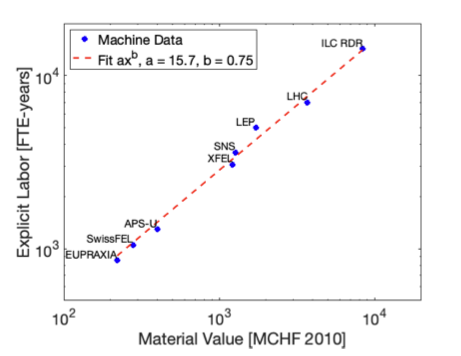 Machine Data
Fit ax^b, a = 15.7, b = 0.75
ILC RDR
10^4
LHC
LEP
SNS
XFEL
APS-U
SwissFEL
EUPRAXIA
10^3
10^2
10^3
10^4
Explicit Labor [FTE-years]
Material Value [MCHF 2010]